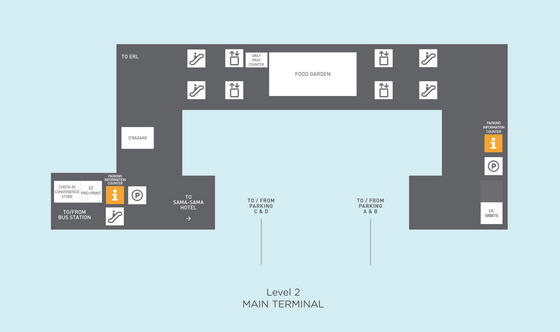 TO ERL
DAILY
PASS
COUNTER
FOOD GARDEN
O'BAZAAR
PARKING
INFORMATION
COUNTER
i
P
LIL'
ORBITS
CHECK-IN
CONVENIENCE
STORE
EZ
PRO-PRINT
PARKING
INFORMATION
COUNTER
i
P
TO/FROM
BUS STATION
TO
SAMA-SAMA
HOTEL
TO / FROM
PARKING
C & D
TO / FROM
PARKING
A & B
Level 2
MAIN TERMINAL